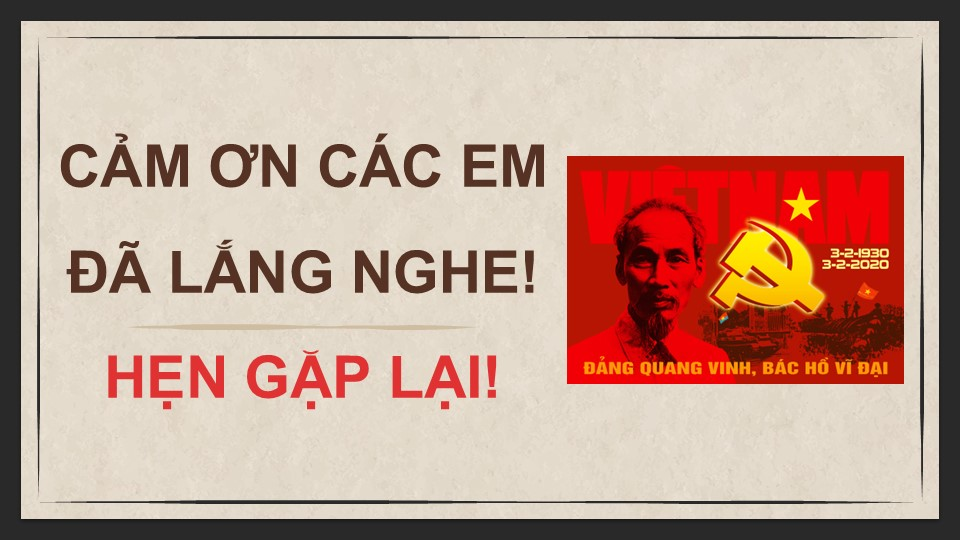 CẢM ƠN CÁC EM
ĐÃ LẮNG NGHE!
HẸN GẶP LẠI!
VIỆTNAM
3-2-1930
3-2-2020
ĐẢNG QUANG VINH, BÁC HỒ VĨ ĐẠI